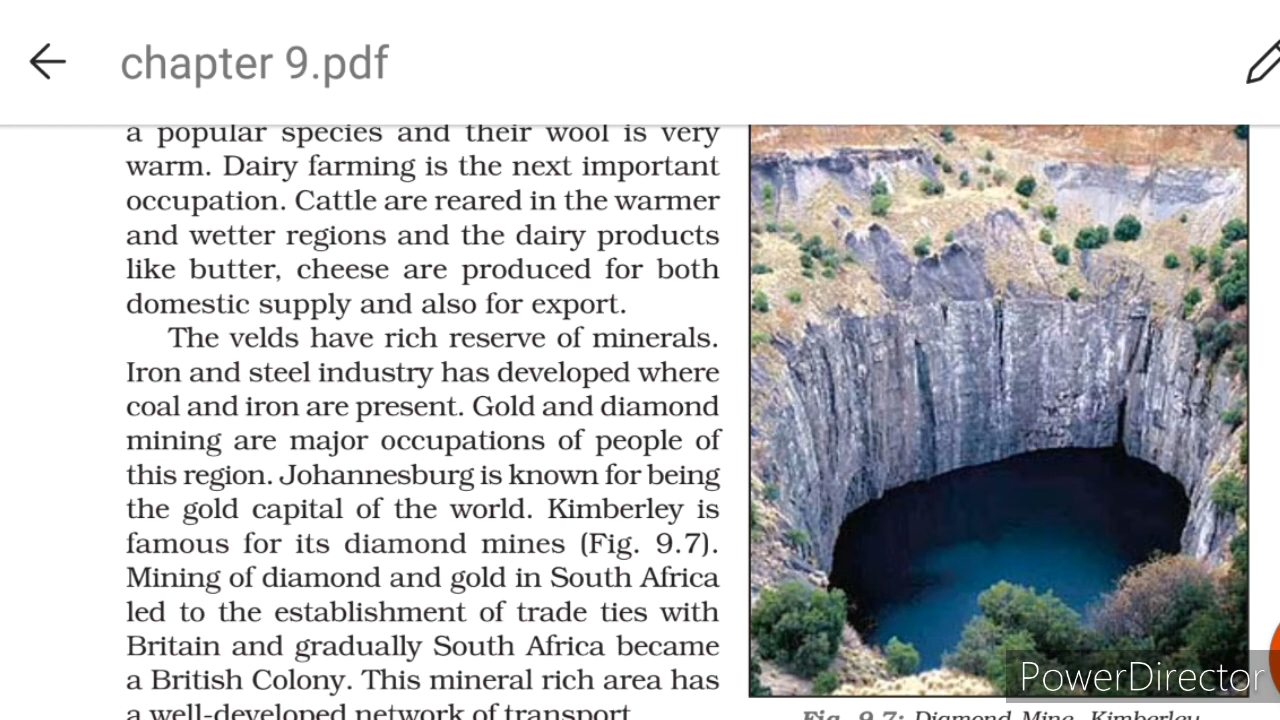 chapter 9.pdf
a popular species and their wool is very
warm. Dairy farming is the next important
occupation. Cattle are reared in the warmer
and wetter regions and the dairy products
like butter, cheese are produced for both
domestic supply and also for export.
The velds have rich reserve of minerals.
Iron and steel industry has developed where
coal and iron are present. Gold and diamond
mining are major occupations of people of
this region. Johannesburg is known for being
the gold capital of the world. Kimberley is
famous for its diamond mines (Fig. 9.7).
Mining of diamond and gold in South Africa
led to the establishment of trade ties with
Britain and gradually South Africa became
a British Colony. This mineral rich area has
a well-developed network of transport.
PowerDirector
Fig. 9.7: Diamond Mine, Kimberley